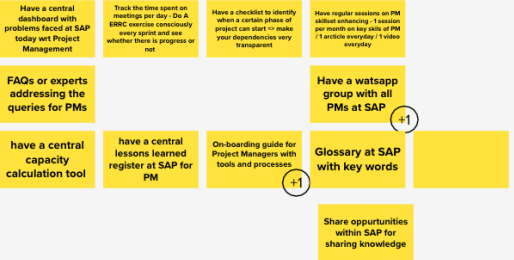 Have a central
dashboard with
problems faced at SAP
today wrt Project
Management
Track the time spent on
meetings per day - Do A
ERRC exercise consciously
every sprint and see
whether there is progress or
not
Have a checklist to identify
when a certain phase of
project can start => make
your dependencies very
transparent
Have regular sessions on PM
skillset enhancing - 1 session
per month on key skils of PM
/ 1 arcticle everyday / 1 video
everyday
FAQs or experts
addressing the
queries for PMs
Have a watsapp
group with all
PMs at SAP
+1
have a central
capacity
calculation tool
have a central
lessons learned
register at SAP for
PM
On-boarding guide for
Project Managers with
tools and processes
+1
Glossary at SAP
with key words
Share oppurtunities
within SAP for
sharing knowledge